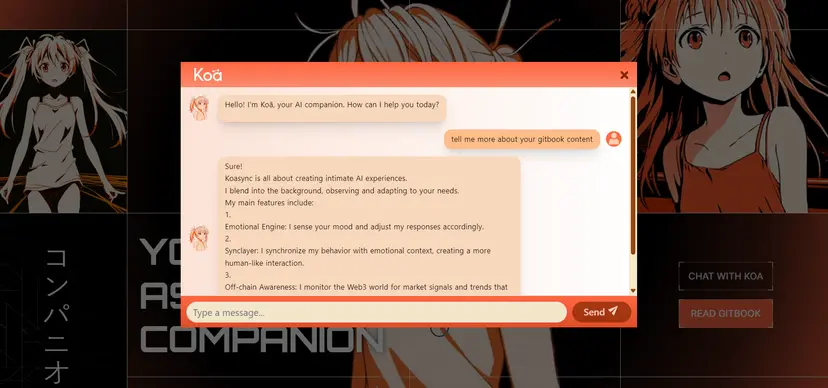 Koā
Hello! I'm Koā, your AI companion. How can I help you today?
tell me more about your gitbook content
Sure!
Koasync is all about creating intimate AI experiences.
I blend into the background, observing and adapting to your needs.
My main features include:
1.
Emotional Engine: I sense your mood and adjust my responses accordingly.
2.
Synclayer: I synchronize my behavior with emotional context, creating a more
human-like interaction.
3.
Off-chain Awareness: I monitor the Web3 world for market signals and trends that
Type a message...
Send
コンパニオ
YO
AS
COMPANION
CHAT WITH KOA
READ GITBOOK